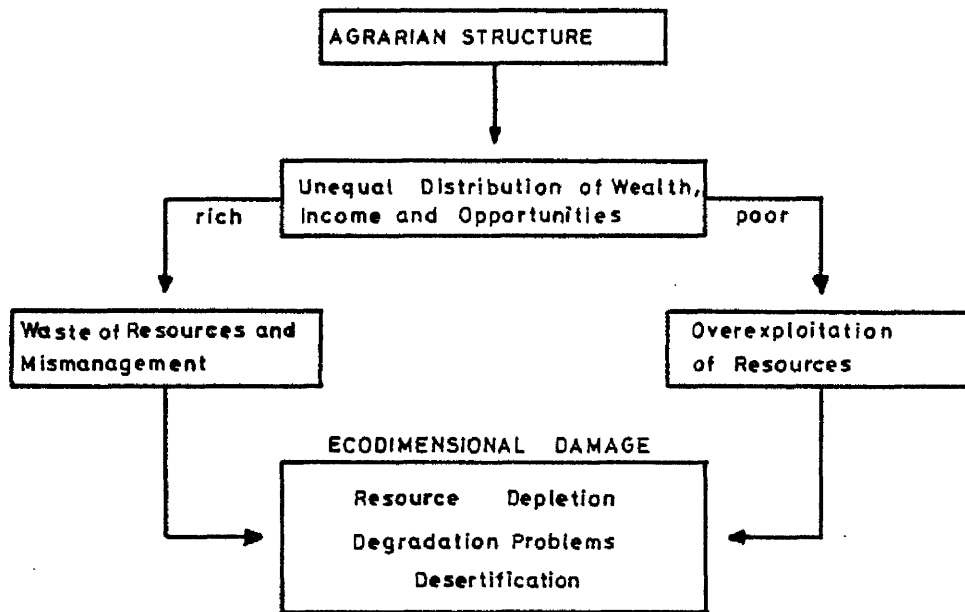 AGRARIAN STRUCTURE
Unequal Distribution of Wealth,
Income and Opportunities
rich
poor
Waste of Resources and
Mismanagement
Overexploitation
of Resources
ECODIMENSIONAL DAMAGE
Resource Depletion
Degradation Problems
Desertification